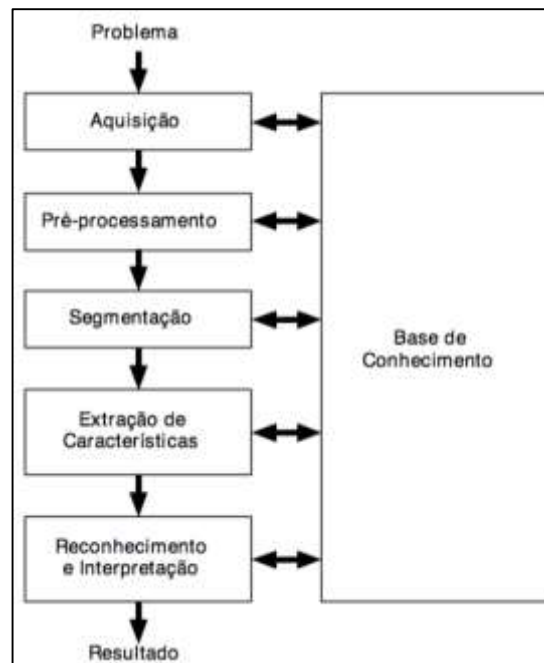 Problema
Aquisição
Pré-processamento
Segmentação
Base de
Conhecimento
Extração de
Características
Reconhecimento
e Interpretação
Resultado